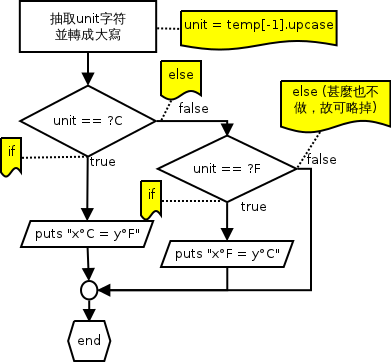 抽取unit字符
並轉成大寫
unit = temp[-1].upcase
else
false
else (甚麼也不
做，故可略掉)
unit == ?C
if
true
unit == ?F
false
if
true
puts "x°C = y°F"
puts "x°F = y°C"
end